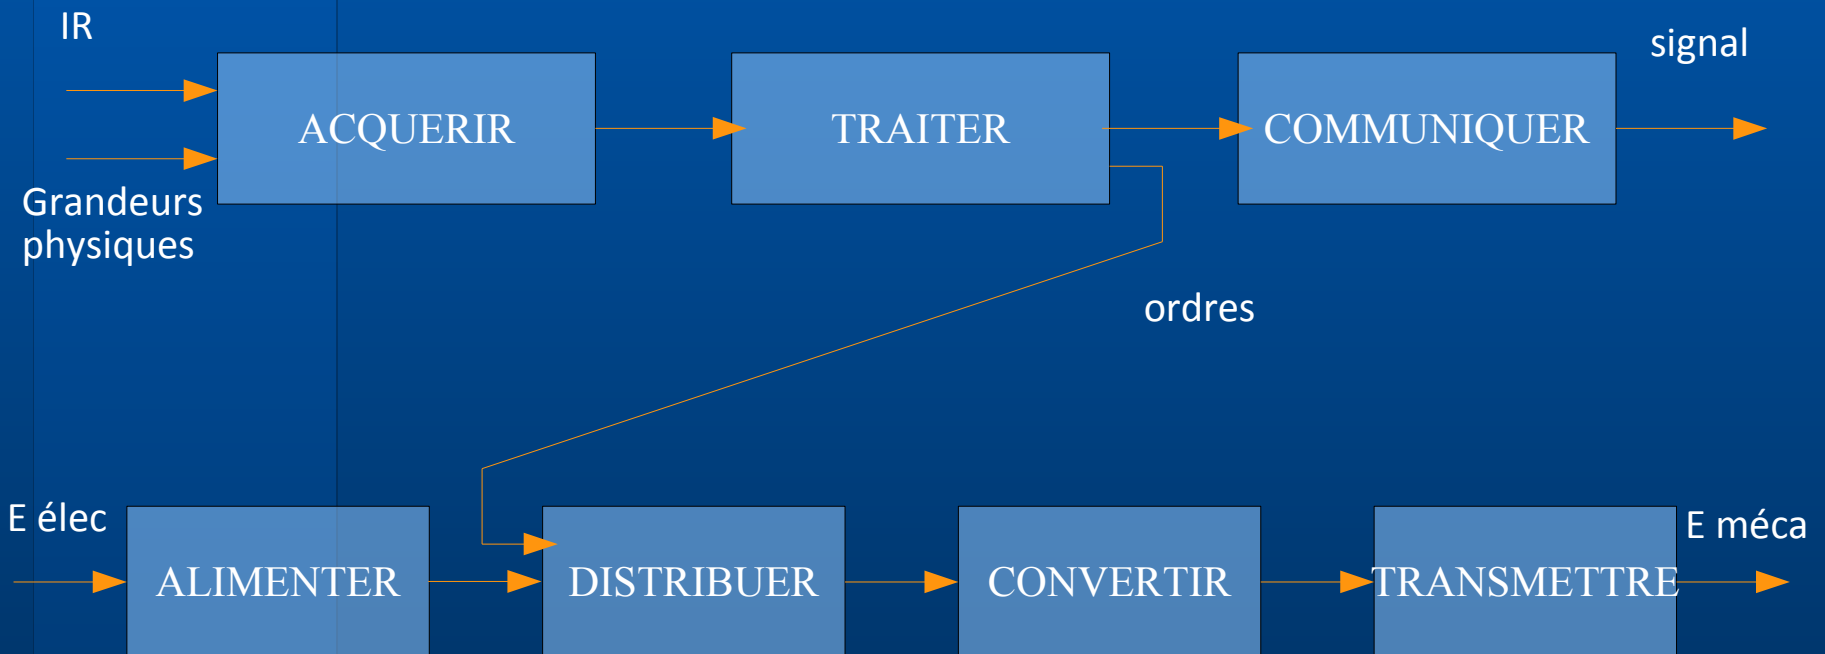 IR
signal
ACQUERIR
TRAITER
COMMUNIQUER
Grandeurs
physiques
ordres
E élec
E méca
ALIMENTER
DISTRIBUER
CONVERTIR
TRANSMETTRE